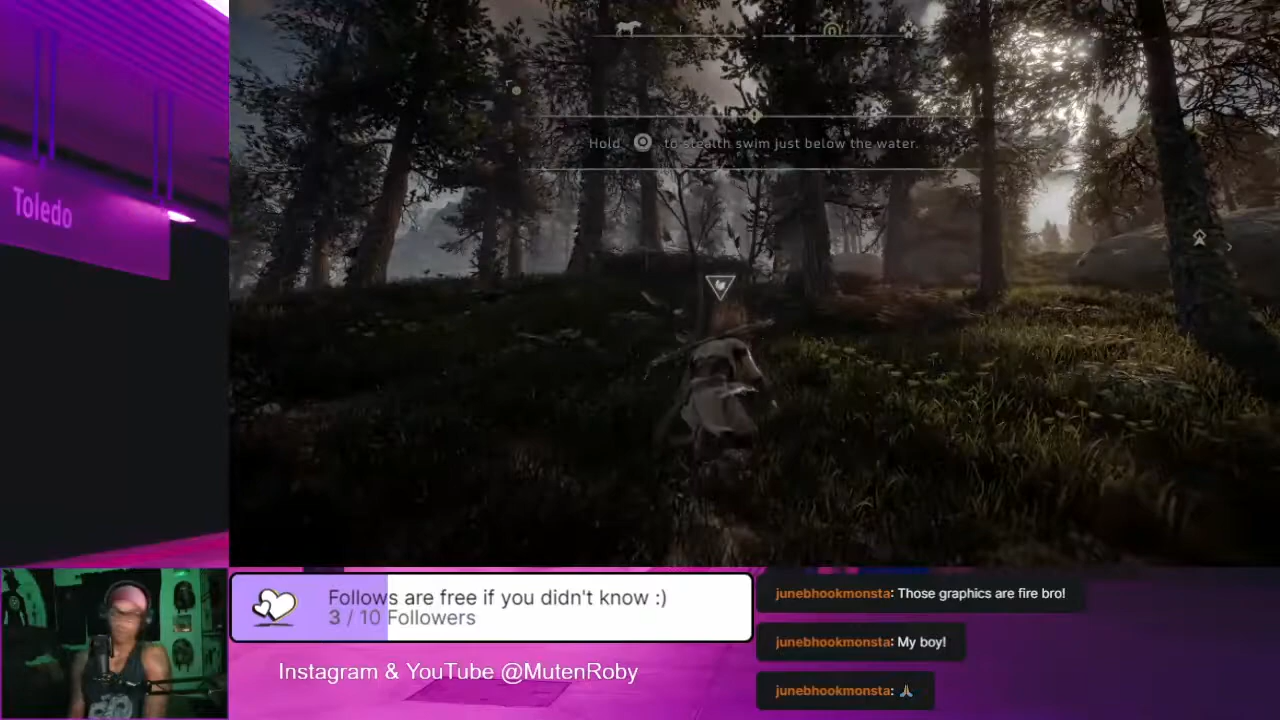 Toledo
Hold to stealth swim just below the water.
Follows are free if you didn't know :)
3 / 10 Followers
Instagram & YouTube @MutenRoby
junebhookmonsta: Those graphics are fire bro!
junebhookmonsta: My boy!
junebhookmonsta: 🙏🏽